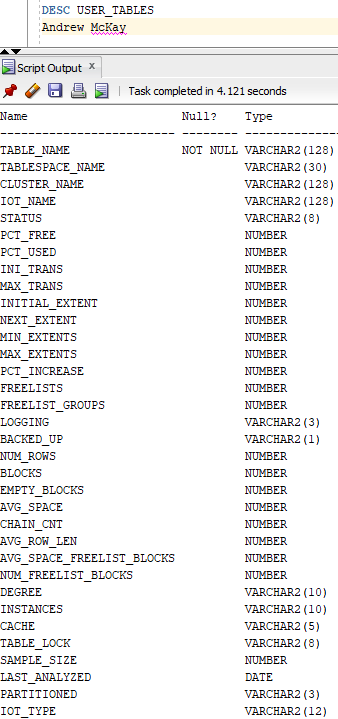 DESC USER_TABLES
Andrew McKay
Script Output x
Task completed in 4.121 seconds
Name Null? Type
---------------------------- -------- -------------
TABLE_NAME NOT NULL VARCHAR2(128)
TABLESPACE_NAME VARCHAR2(30)
CLUSTER_NAME VARCHAR2(128)
IOT_NAME VARCHAR2(128)
STATUS VARCHAR2(8)
PCT_FREE NUMBER
PCT_USED NUMBER
INI_TRANS NUMBER
MAX_TRANS NUMBER
INITIAL_EXTENT NUMBER
NEXT_EXTENT NUMBER
MIN_EXTENTS NUMBER
MAX_EXTENTS NUMBER
PCT_INCREASE NUMBER
FREELISTS NUMBER
FREELIST_GROUPS NUMBER
LOGGING VARCHAR2(3)
BACKED_UP VARCHAR2(1)
NUM_ROWS NUMBER
BLOCKS NUMBER
EMPTY_BLOCKS NUMBER
AVG_SPACE NUMBER
CHAIN_CNT NUMBER
AVG_ROW_LEN NUMBER
AVG_SPACE_FREELIST_BLOCKS NUMBER
NUM_FREELIST_BLOCKS NUMBER
DEGREE VARCHAR2(10)
INSTANCES VARCHAR2(10)
CACHE VARCHAR2(5)
TABLE_LOCK VARCHAR2(8)
SAMPLE_SIZE NUMBER
LAST_ANALYZED DATE
PARTITIONED VARCHAR2(3)
IOT_TYPE VARCHAR2(12)